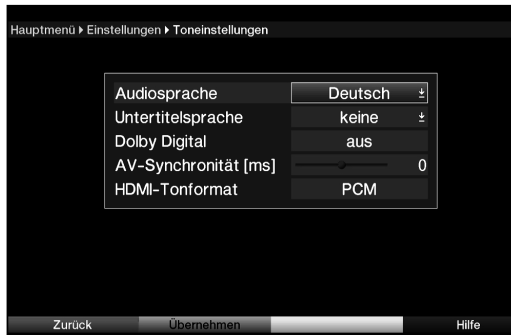 Hauptmenü ▸ Einstellungen ▸ Toneinstellungen
Audiosprache Deutsch
Untertitelsprache keine
Dolby Digital aus
AV-Synchronität [ms] 0
HDMI-Tonformat PCM
Zurück Übernehmen Hilfe